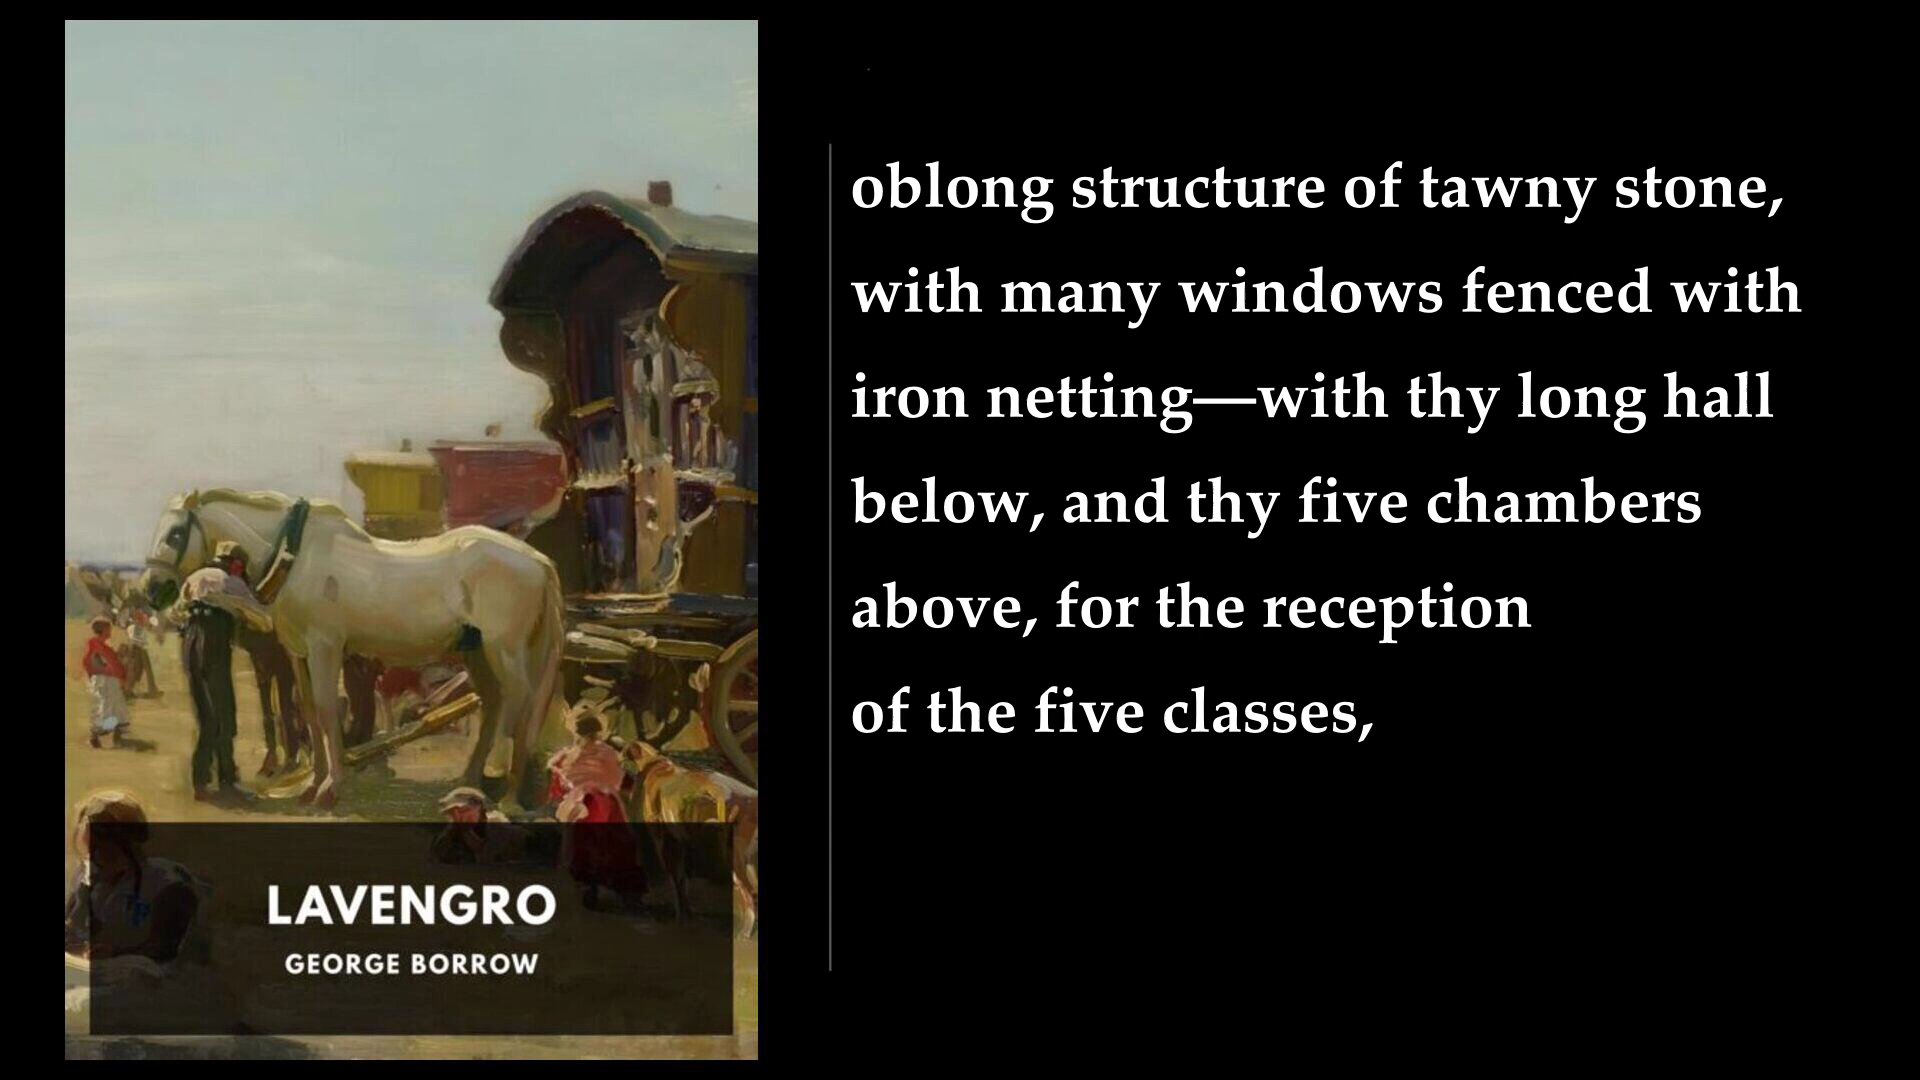 oblong structure of tawny stone,
with many windows fenced with
iron netting—with thy long hall
below, and thy five chambers
above, for the reception
of the five classes,
LAVENGRO
GEORGE BORROW